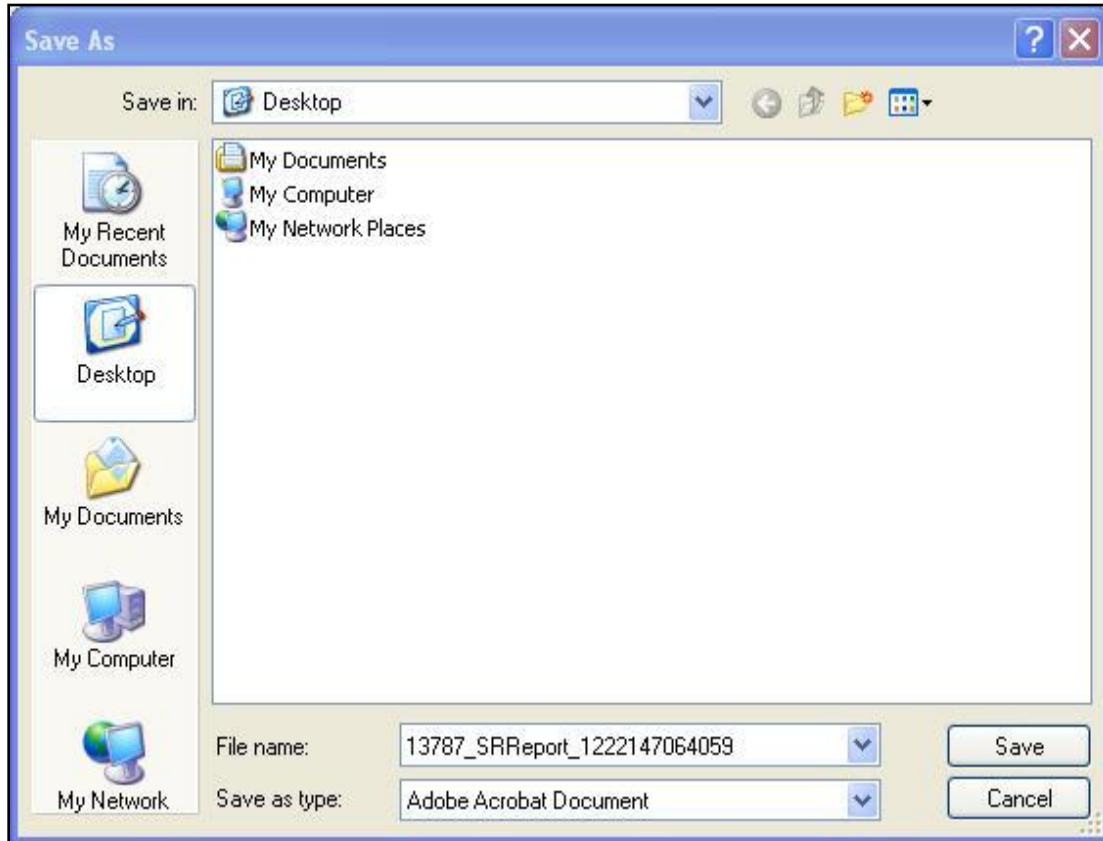 Save As
Save in: Desktop
My Documents
My Computer
My Network Places
My Recent
Documents
Desktop
My Documents
My Computer
My Network
File name: 13787_SRReport_1222147064059 Save
Save as type: Adobe Acrobat Document Cancel